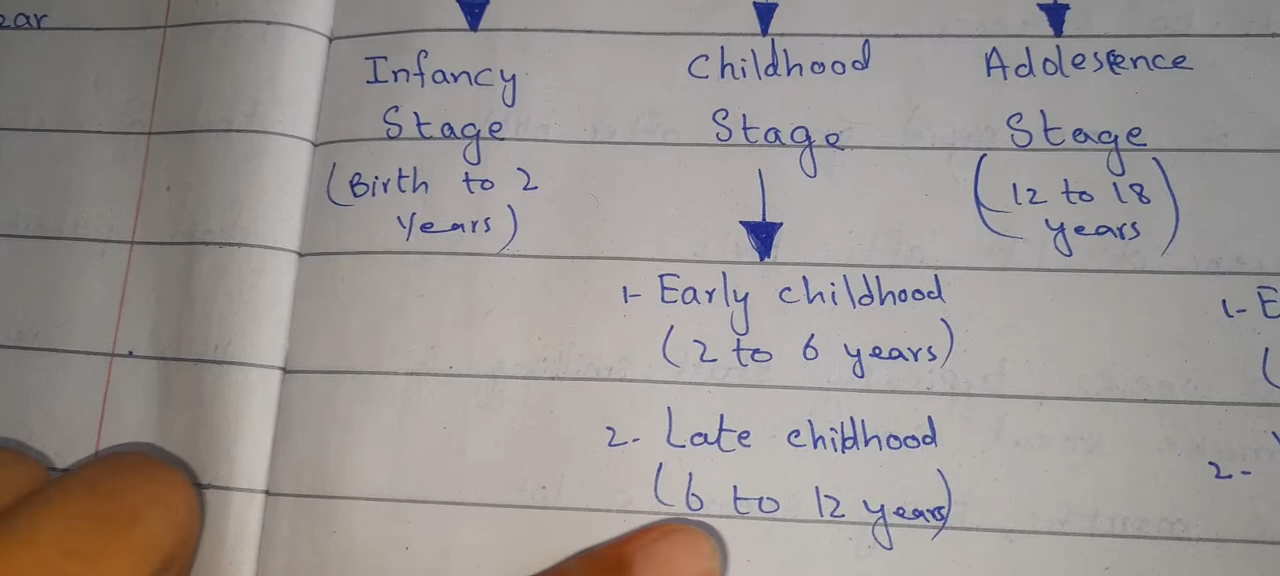 ear
Infancy
Stage
(Birth to 2
years)
Childhood
Stage
1- Early childhood
(2 to 6 years)
2. Late childhood
(6 to 12 years)
Adolescence
Stage
(12 to 18
years)
1- E
(
2-